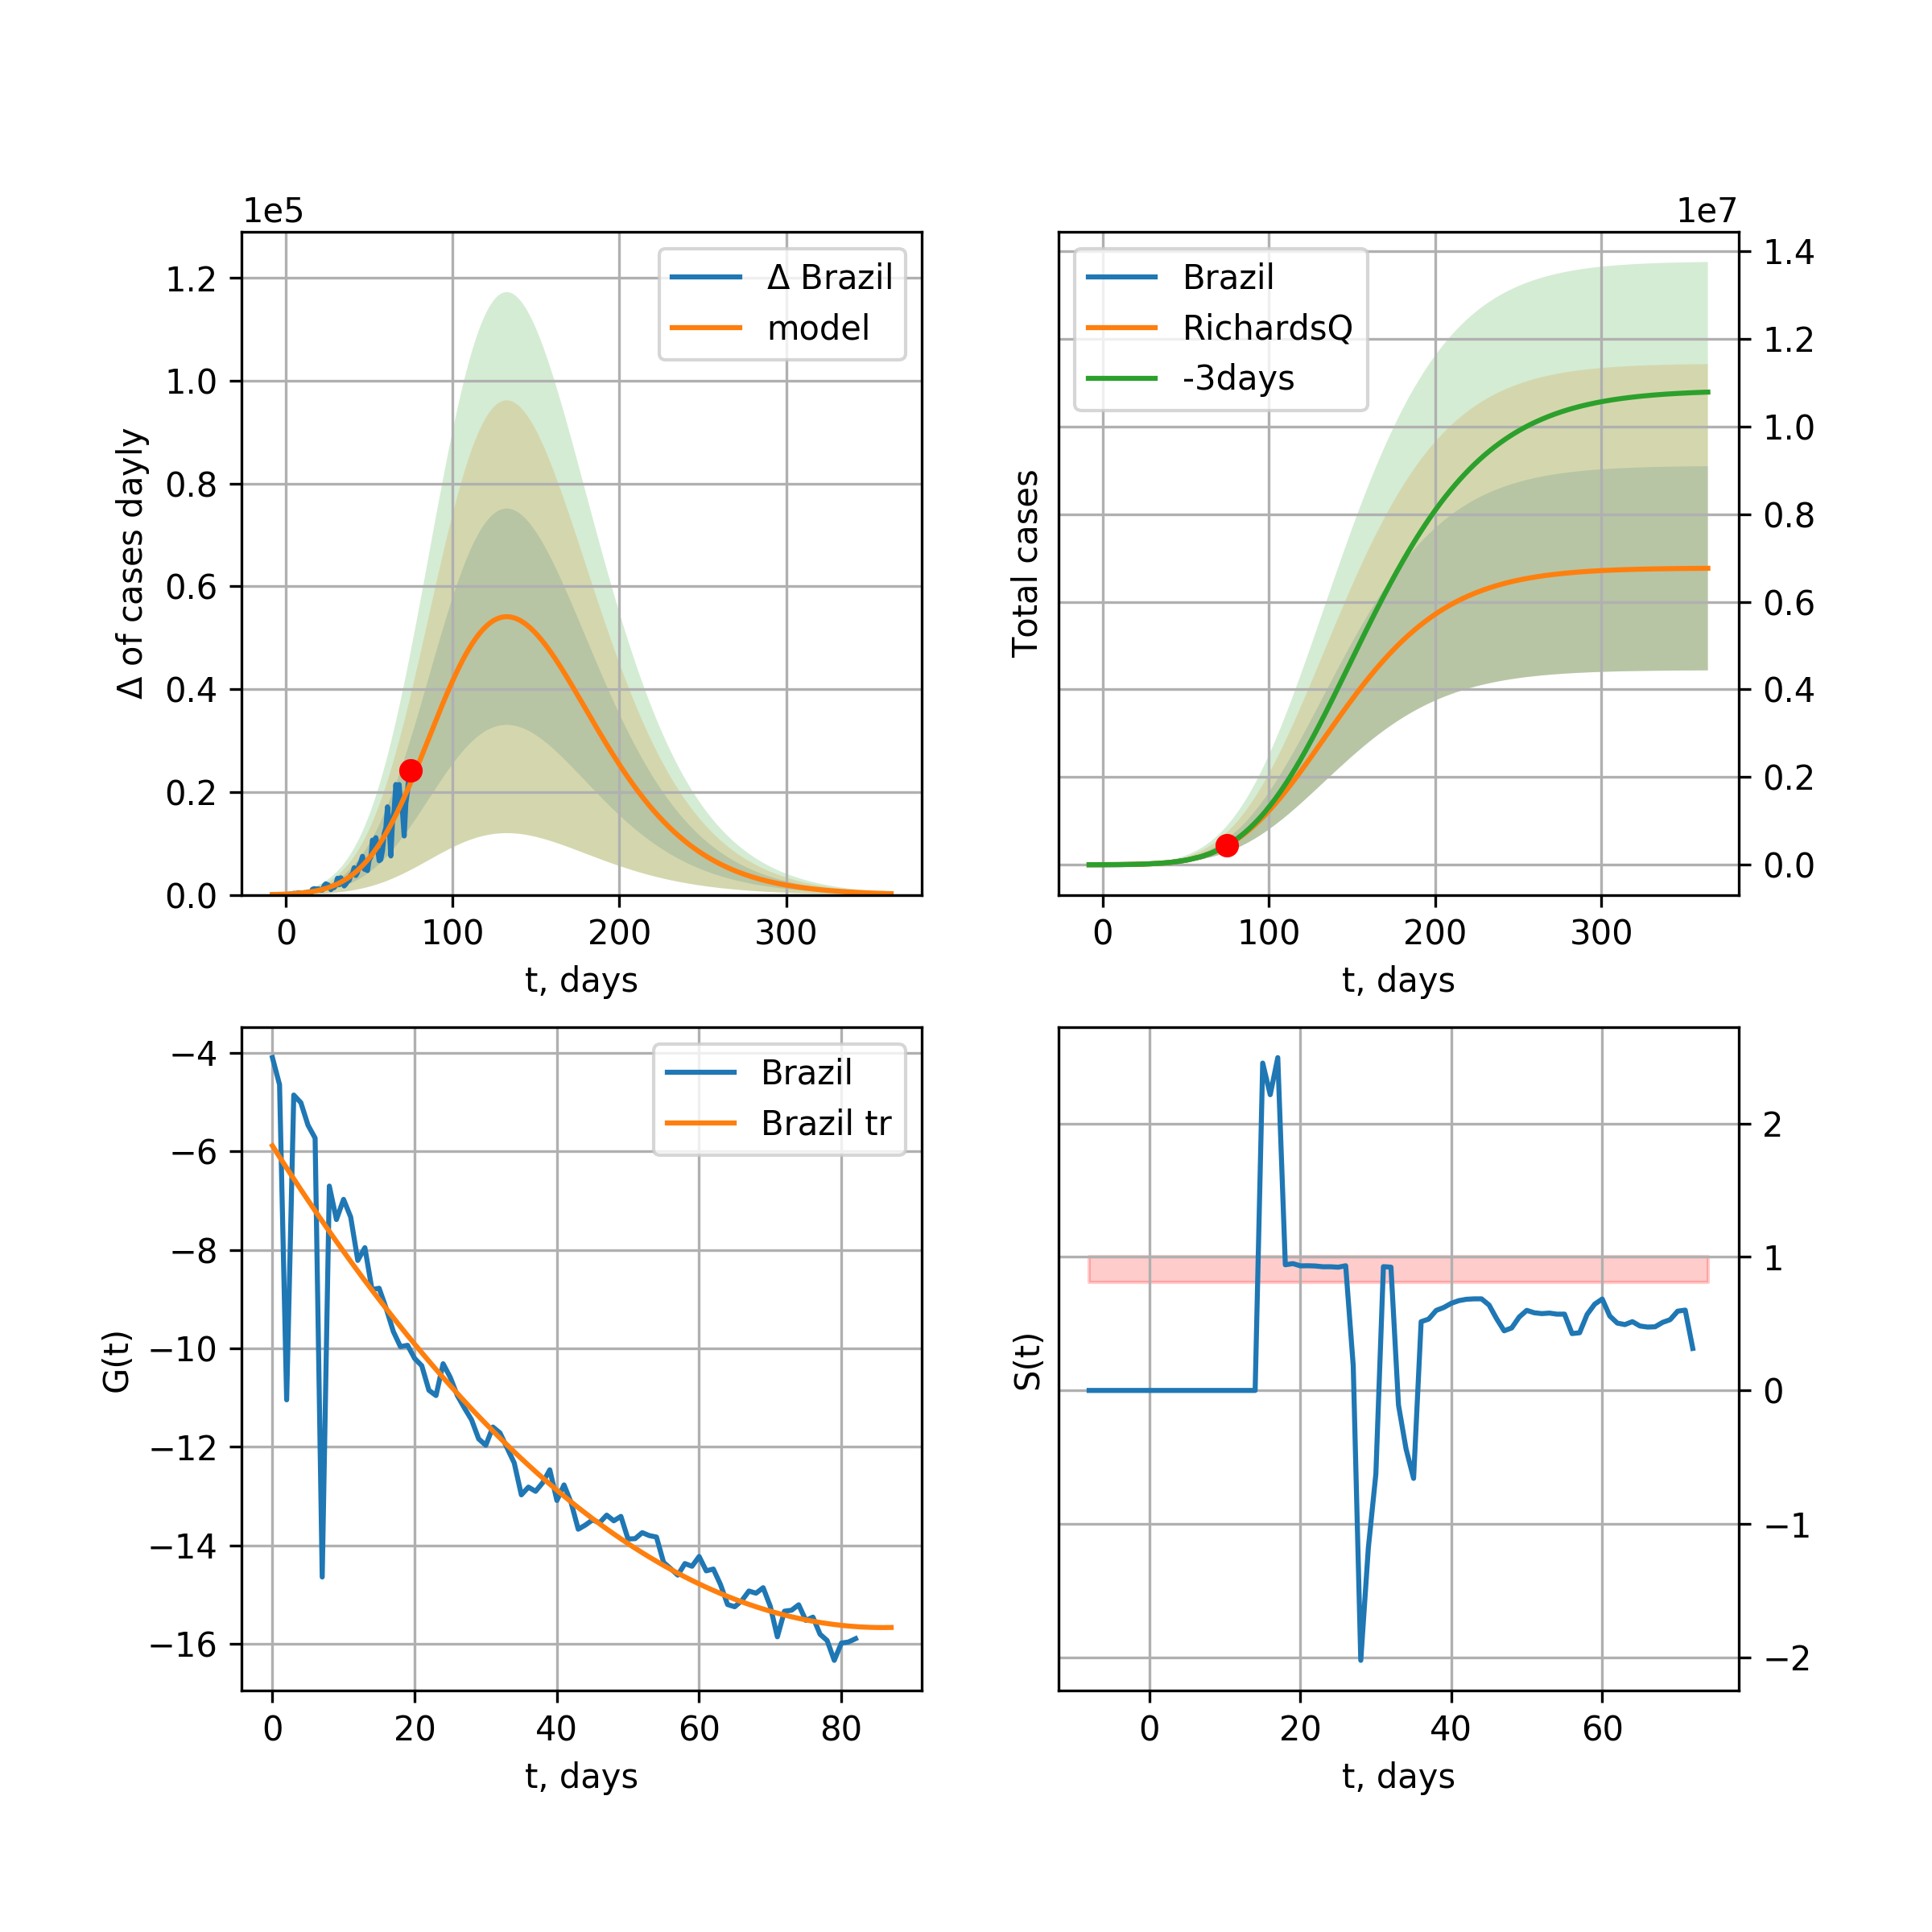 1e5
1.2
1.0
0.8
0.6
0.4
0.2
0.0
Δ of cases dayly
Δ Brazil
model
0 100 200 300
t, days
1e7
Brazil
RichardsQ
-3days
Total cases
1.4
1.2
1.0
0.8
0.6
0.4
0.2
0.0
0 100 200 300
t, days
−4
−6
−8
−10
−12
−14
−16
G(t)
Brazil
Brazil tr
0 20 40 60 80
t, days
S(t)
2
1
0
−1
−2
0 20 40 60
t, days